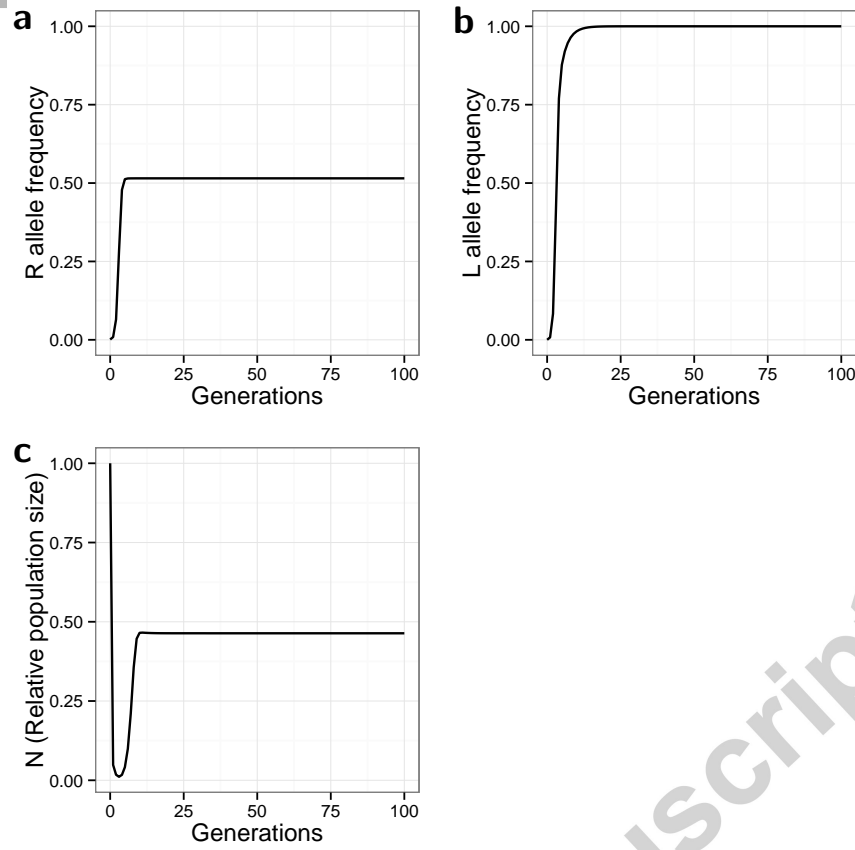 a
R allele frequency
1.00
0.75
0.50
0.25
0.00
0 25 50 75 100
Generations
b
L allele frequency
1.00
0.75
0.50
0.25
0.00
0 25 50 75 100
Generations
c
N (Relative population size)
1.00
0.75
0.50
0.25
0.00
0 25 50 75 100
Generations